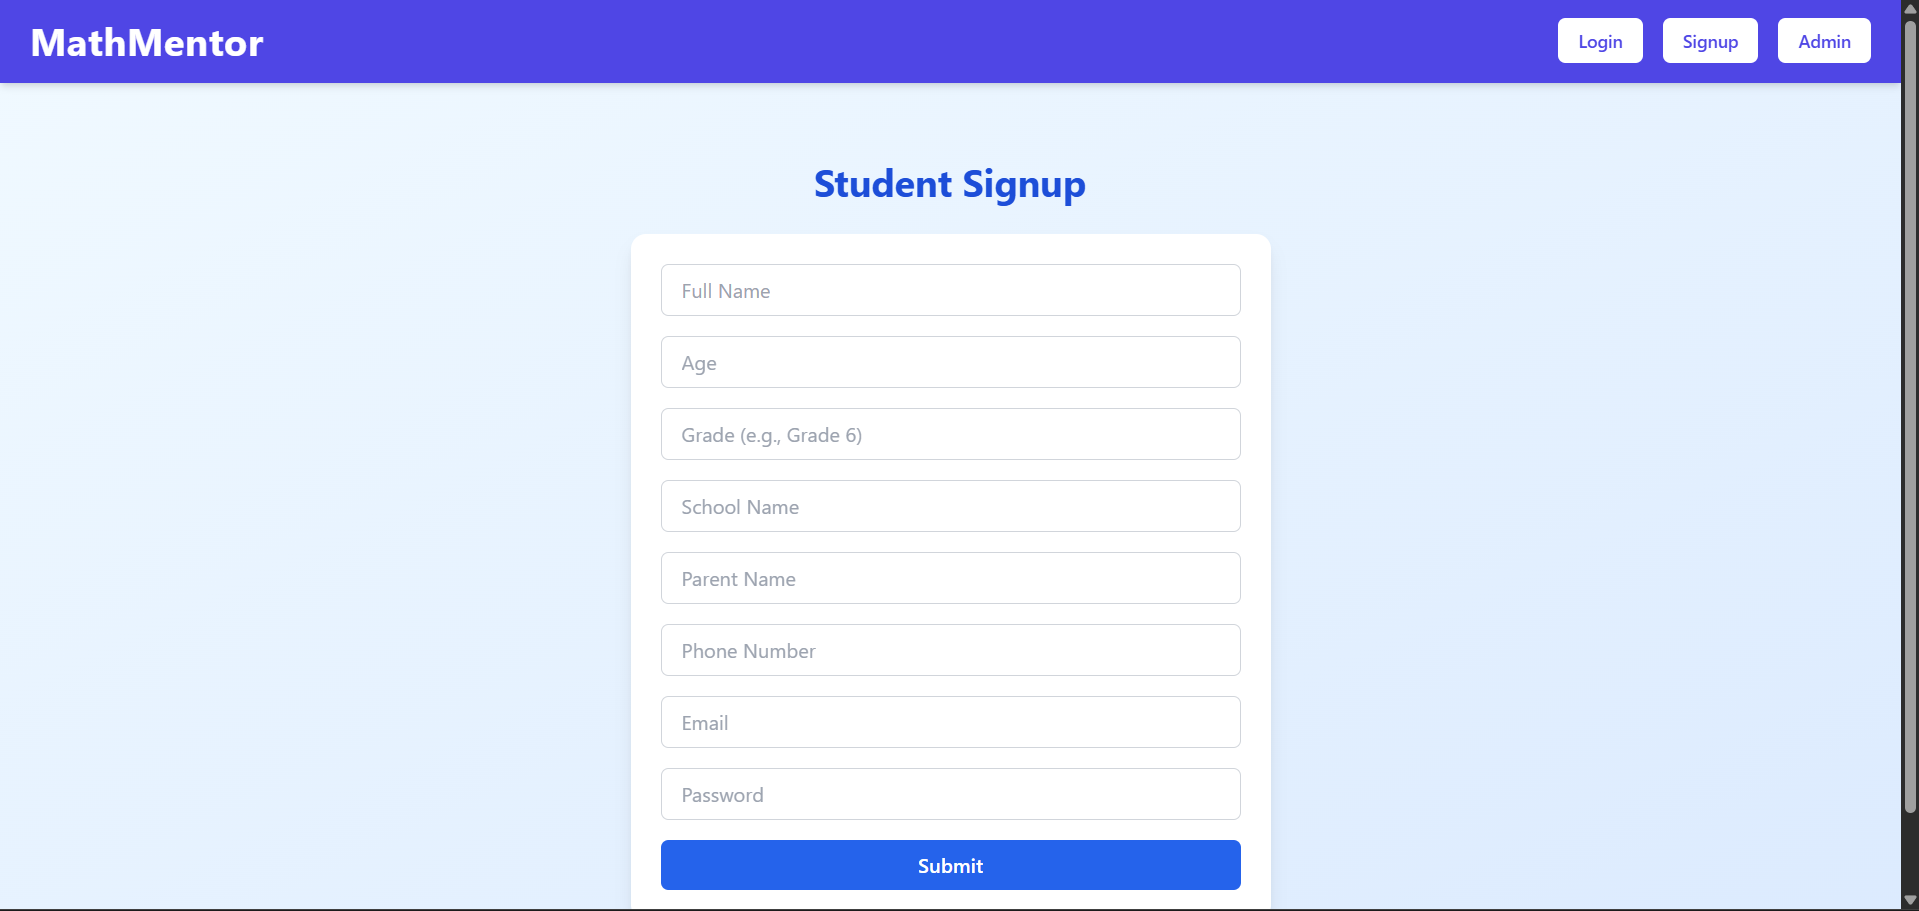 MathMentor
Login
Signup
Admin
Student Signup
Full Name
Age
Grade (e.g., Grade 6)
School Name
Parent Name
Phone Number
Email
Password
Submit